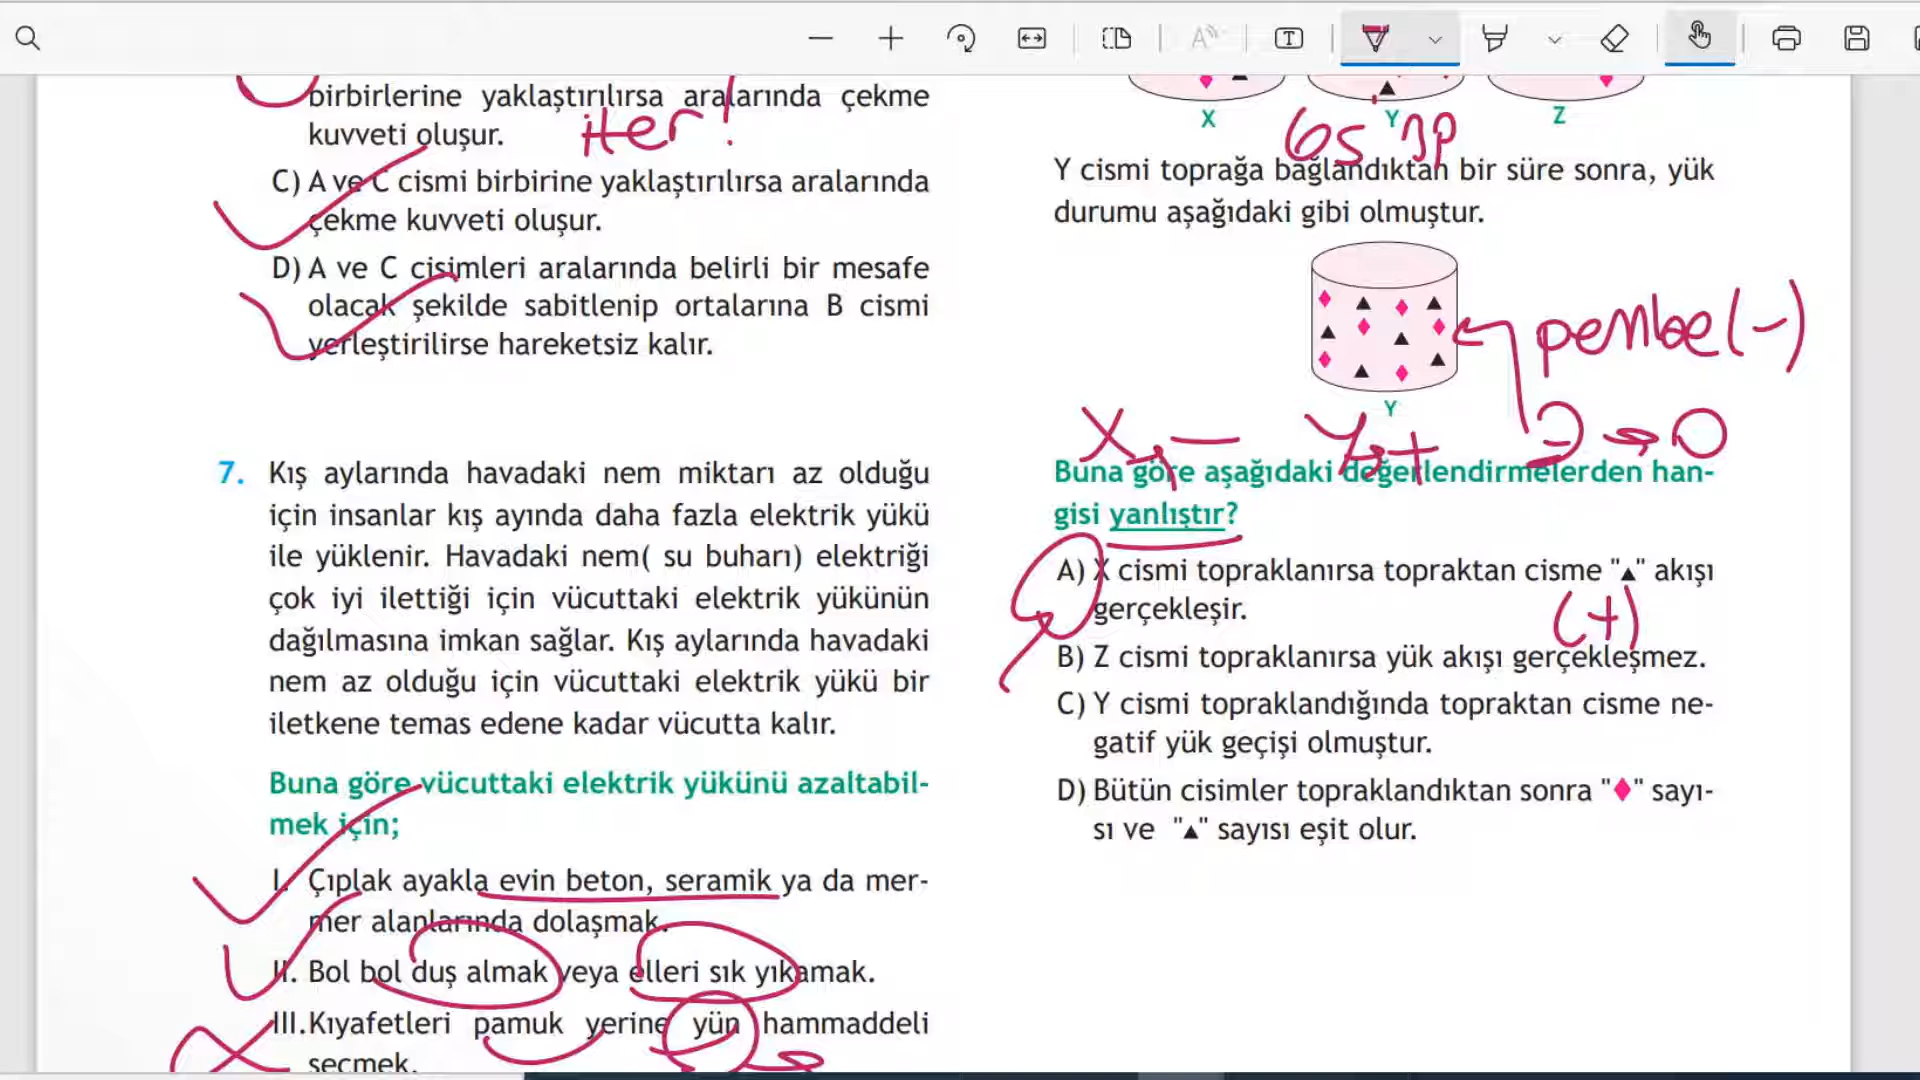 birbirlerine yaklaştırılırsa aralarında çekme
kuvveti oluşur.
iter!
C) A ve C cismi birbirine yaklaştırılırsa aralarında
çekme kuvveti oluşur.
D) A ve C cisimleri aralarında belirli bir mesafe
olacak şekilde sabitlenip ortalarına B cismi
yerleştirilirse hareketsiz kalır.
7. Kış aylarında havadaki nem miktarı az olduğu
için insanlar kış ayında daha fazla elektrik yükü
ile yüklenir. Havadaki nem( su buharı) elektriği
çok iyi ilettiği için vücuttaki elektrik yükünün
dağılmasına imkan sağlar. Kış aylarında havadaki
nem az olduğu için vücuttaki elektrik yükü bir
iletkene temas edene kadar vücutta kalır.
Buna göre vücuttaki elektrik yükünü azaltabil-
mek için;
I. Çıplak ayakla evin beton, seramik ya da mer-
mer alanlarında dolaşmak.
II. Bol bol duş almak veya elleri sık yıkamak.
III.Kıyafetleri pamuk yerine yün hammaddeli
seçmek.
X Y Z
6s 3p
Y cismi toprağa bağlandıktan bir süre sonra, yük
durumu aşağıdaki gibi olmuştur.
pembe(-)
Y
X → - Y → + Z → 0
Buna göre aşağıdaki değerlendirmelerden han-
gisi yanlıştır?
A) X cismi topraklanırsa topraktan cisme "▲" akışı
gerçekleşir.
(+)
B) Z cismi topraklanırsa yük akışı gerçekleşmez.
C) Y cismi topraklandığında topraktan cisme ne-
gatif yük geçişi olmuştur.
D) Bütün cisimler topraklandıktan sonra "♦" sayı-
sı ve "▲" sayısı eşit olur.